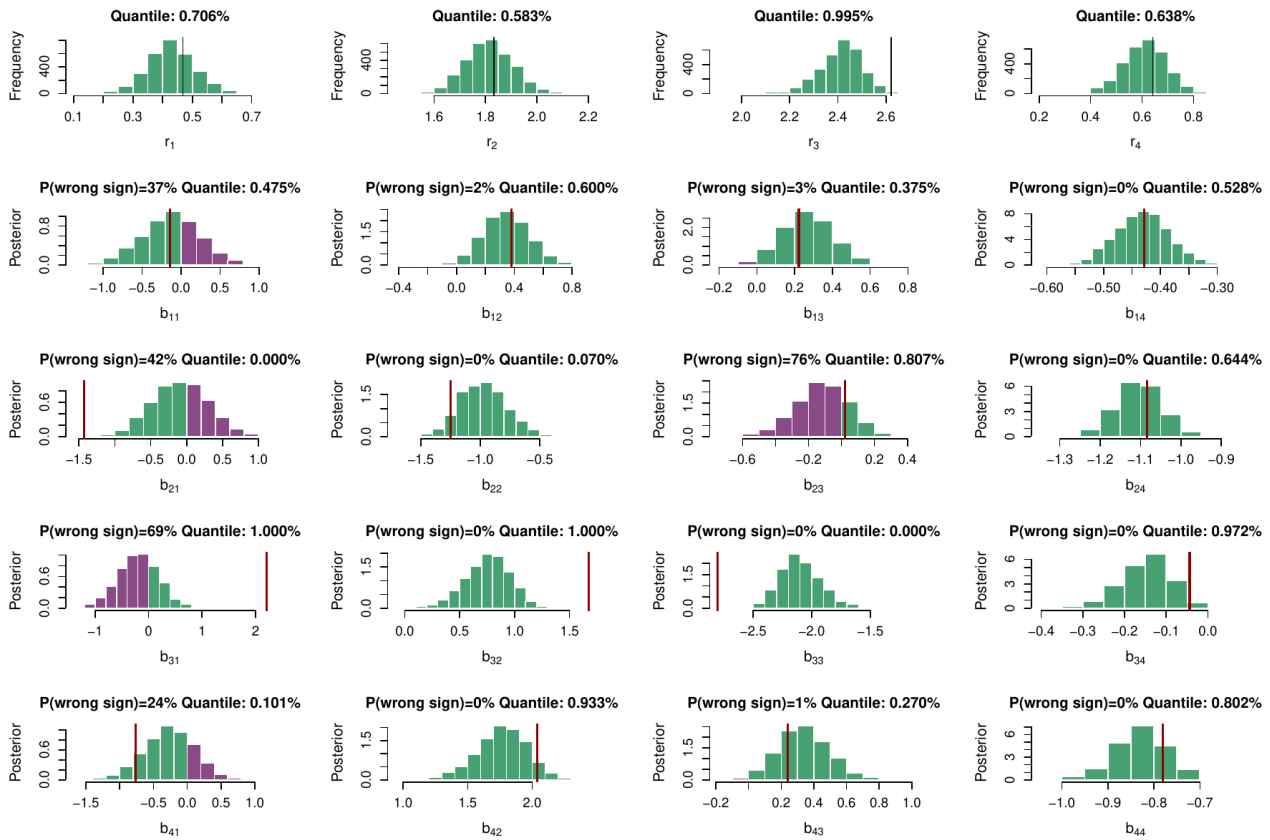 Quantile: 0.706% Quantile: 0.583% Quantile: 0.995% Quantile: 0.638%
Frequency 0 400 Frequency 0 400 Frequency 0 400 Frequency 0 400
0.1 0.3 0.5 0.7 1.6 1.8 2.0 2.2 2.0 2.2 2.4 2.6 0.2 0.4 0.6 0.8
r1 r2 r3 r4
P(wrong sign)=37% Quantile: 0.475% P(wrong sign)=2% Quantile: 0.600% P(wrong sign)=3% Quantile: 0.375% P(wrong sign)=0% Quantile: 0.528%
Posterior 0.0 0.8 Posterior 0.0 1.5 Posterior 0.0 2.0 Posterior 0 4 8
−1.0 −0.5 0.0 0.5 1.0 −0.4 0.0 0.4 0.8 −0.2 0.0 0.2 0.4 0.6 0.8 −0.60 −0.50 −0.40 −0.30
b11 b12 b13 b14
P(wrong sign)=42% Quantile: 0.000% P(wrong sign)=0% Quantile: 0.070% P(wrong sign)=76% Quantile: 0.807% P(wrong sign)=0% Quantile: 0.644%
Posterior 0.0 0.6 Posterior 0.0 1.5 Posterior 0.0 1.5 Posterior 0 3 6
−1.5 −0.5 0.0 0.5 1.0 −1.5 −1.0 −0.5 −0.6 −0.2 0.2 0.4 −1.3 −1.2 −1.1 −1.0 −0.9
b21 b22 b23 b24
P(wrong sign)=69% Quantile: 1.000% P(wrong sign)=0% Quantile: 1.000% P(wrong sign)=0% Quantile: 0.000% P(wrong sign)=0% Quantile: 0.972%
Posterior 0.0 0.6 Posterior 0.0 1.5 Posterior 0.0 1.5 Posterior 0 3 6
−1 0 1 2 0.0 0.5 1.0 1.5 −2.5 −2.0 −1.5 −0.4 −0.3 −0.2 −0.1 0.0
b31 b32 b33 b34
P(wrong sign)=24% Quantile: 0.101% P(wrong sign)=0% Quantile: 0.933% P(wrong sign)=1% Quantile: 0.270% P(wrong sign)=0% Quantile: 0.802%
Posterior 0.0 0.6 Posterior 0.0 1.5 Posterior 0.0 1.5 Posterior 0 3 6
−1.5 −0.5 0.0 0.5 1.0 1.0 1.5 2.0 −0.2 0.2 0.4 0.6 0.8 1.0 −1.0 −0.9 −0.8 −0.7
b41 b42 b43 b44